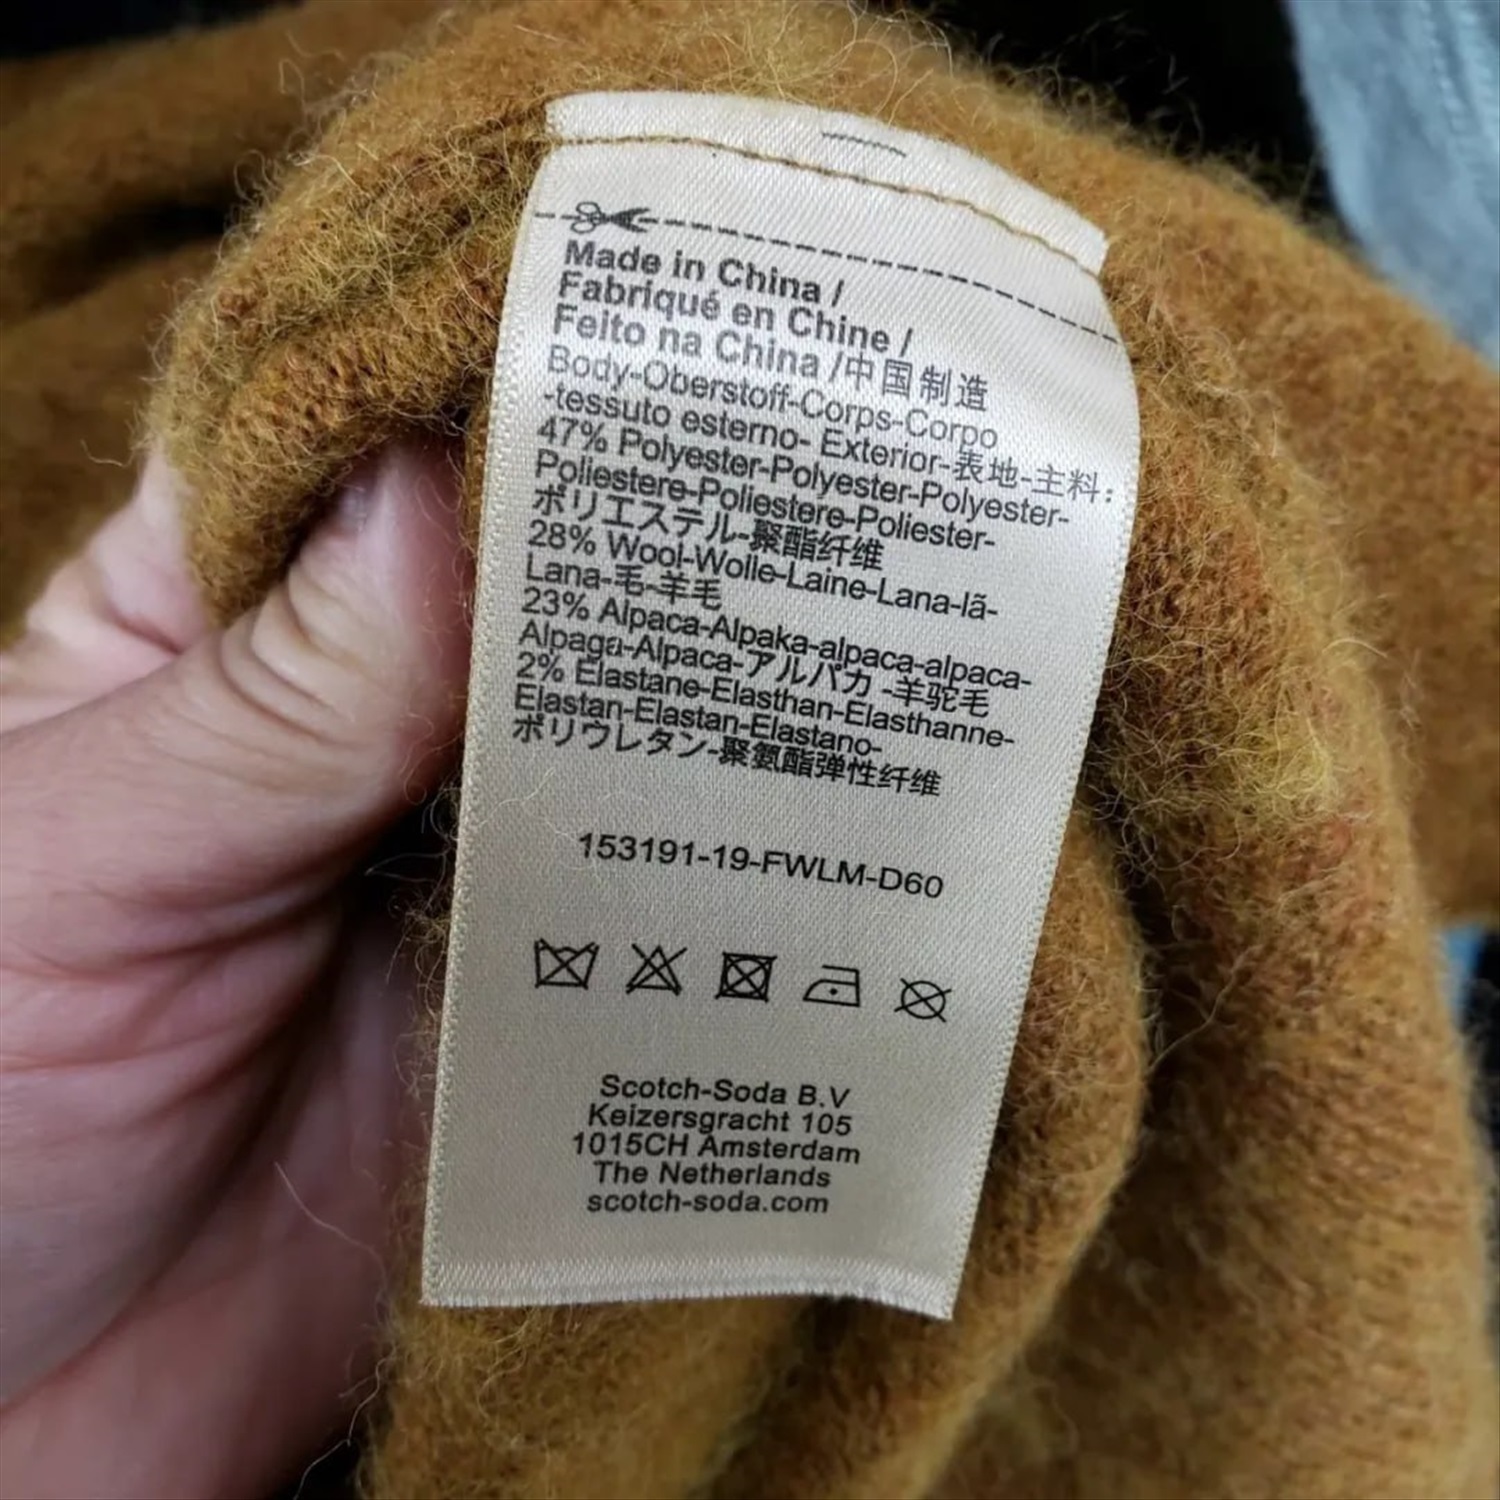 Made in China /
Fabriqué en Chine /
Feito na China /中国制造
Body-Oberstoff-Corps-Corpo
-tessuto esterno- Exterior-表地-主料:
47% Polyester-Polyester-Polyester-
Poliestere-Poliestere-Poliester-
ポリエステル-聚酯纤维
28% Wool-Wolle-Laine-Lana-lã-
Lana-毛-羊毛
23% Alpaca-Alpaka-alpaca-alpaca-
Alpaga-Alpaca-アルパカ -羊驼毛
2% Elastane-Elasthan-Elasthanne-
Elastan-Elastan-Elastano-
ポリウレタン-聚氨酯弹性纤维
153191-19-FWLM-D60
Scotch-Soda B.V
Keizersgracht 105
1015CH Amsterdam
The Netherlands
scotch-soda.com